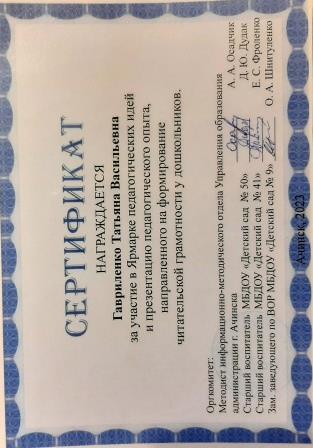 СЕРТИФИКАТ
НАГРАЖДАЕТСЯ
Гавриленко Татьяна Васильевна
за участие в Ярмарке педагогических идей
и презентацию педагогического опыта,
направленного на формирование
читательской грамотности у дошкольников.
Оргкомитет:
Методист информационно-методического отдела Управления образования
администрации г. Ачинска А. А. Осадчик
Старший воспитатель МБДОУ «Детский сад № 50» Д. Ю. Дудак
Старший воспитатель МБДОУ «Детский сад № 41» Е. С. Фроленко
Зам. заведующего по ВОР МБДОУ «Детский сад № 9» О. А. Шнитуленко
Ачинск, 2023